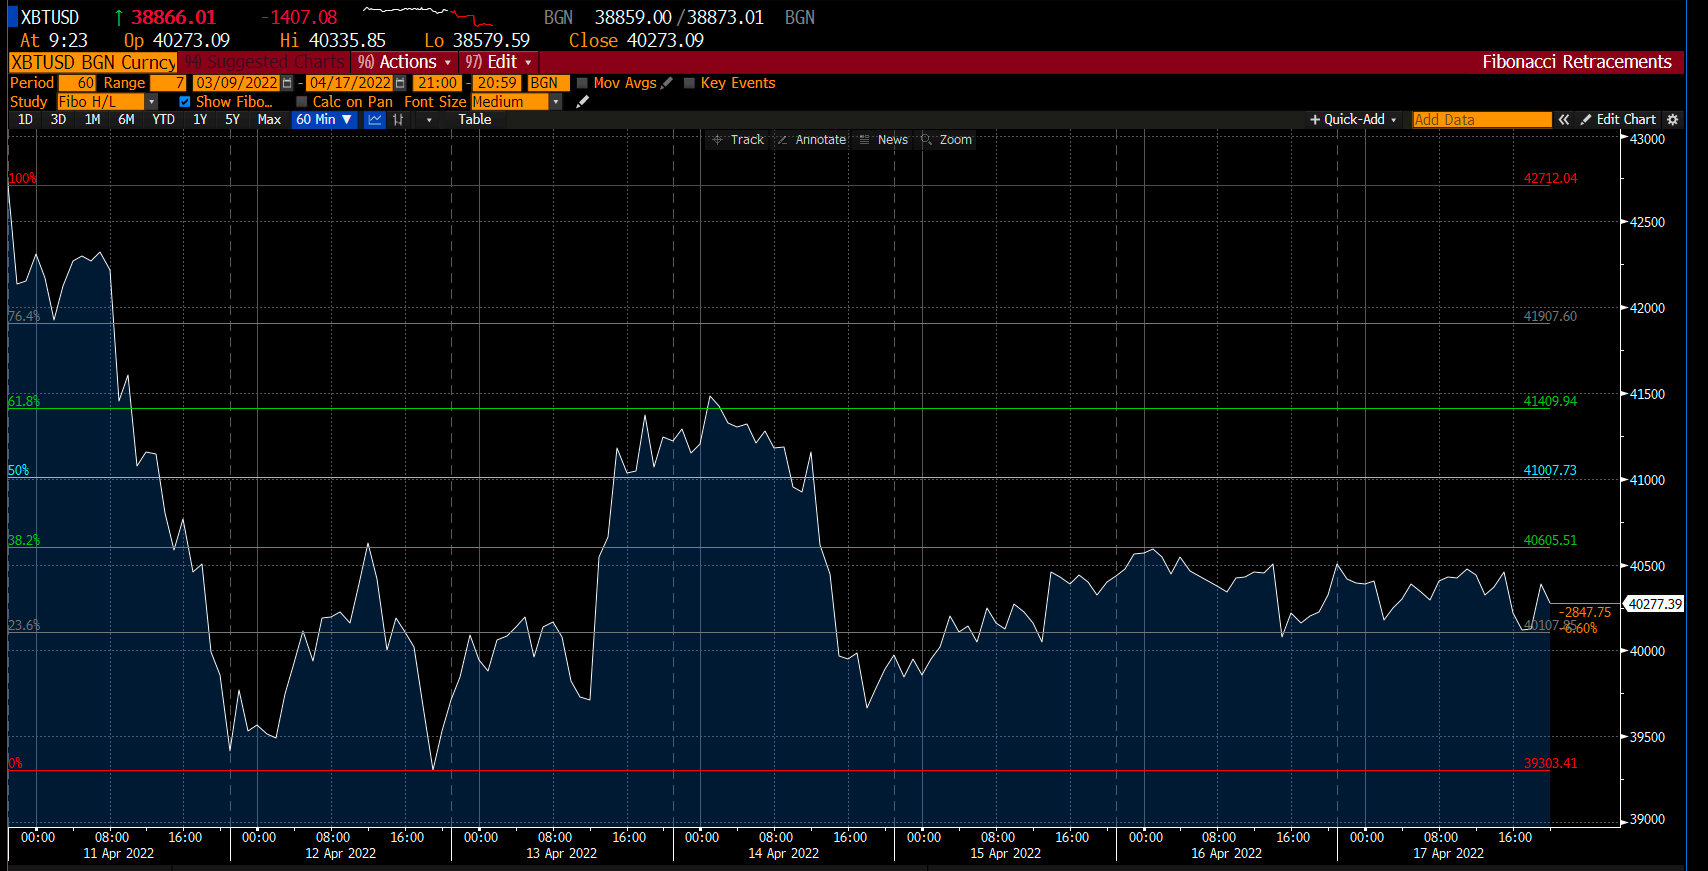 XBTUSD ↑ 38866.01 -1407.08 BGN 38859.00 / 38873.01 BGN
At 9:23 Op 40273.09 Hi 40335.85 Lo 38579.59 Close 40273.09
XBTUSD BGN Curncy 94) Suggested Charts 96) Actions 97) Edit Fibonacci Retracements
Period 60 Range 7 03/09/2022 - 04/17/2022 21:00 - 20:59 BGN Mov Avgs Key Events
Study Fibo H/L Show Fibo... Calc on Pan Font Size Medium
1D 3D 1M 6M YTD 1Y 5Y Max 60 Min ▼ Table + Quick-Add Add Data « Edit Chart
Track Annotate News Zoom
43000
100% 42712.04
42500
42000
76.4% 41907.60
41500
61.8% 41409.94
50% 41007.73
41000
38.2% 40605.51
40500
40277.39
-2847.75
23.6% 40107.85
-6.60%
40000
39500
0% 39303.41
39000
00:00 08:00 16:00 00:00 08:00 16:00 00:00 08:00 16:00 00:00 08:00 16:00 00:00 08:00 16:00 00:00 08:00 16:00 00:00 08:00 16:00
11 Apr 2022 12 Apr 2022 13 Apr 2022 14 Apr 2022 15 Apr 2022 16 Apr 2022 17 Apr 2022